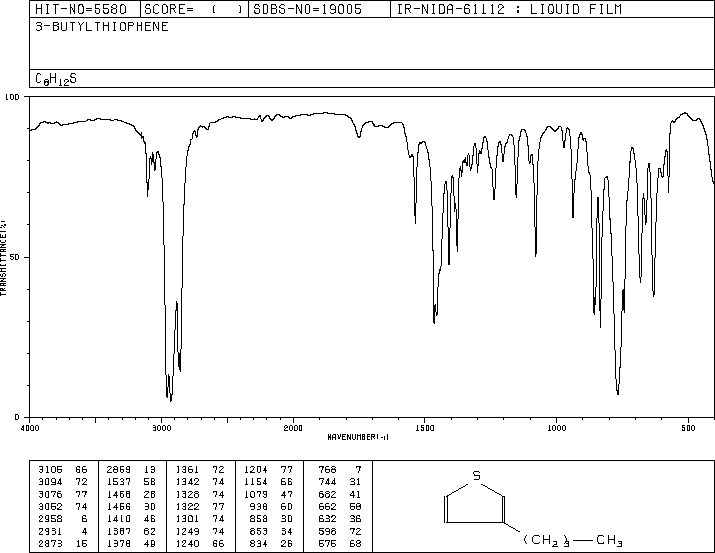 HIT-NO=5580 SCORE= ( ) SDBS-NO=19005 IR-NIDA-61112 : LIQUID FILM
3-BUTYLTHIOPHENE
C8H12S
100
50
0
TRANSMITTANCE(%)
4000 3000 2000 1500 1000 500
WAVENUMBER(-1)
3105 66 2859 13 1361 72 1204 77 768 7
3094 72 1537 58 1342 74 1154 66 744 31
3076 77 1468 28 1328 74 1079 47 682 41
3052 74 1456 30 1322 77 938 60 662 58
2958 6 1410 46 1301 74 858 30 632 36
2931 4 1387 62 1249 74 853 34 598 72
2873 15 1378 49 1240 66 834 26 575 68
S
(CH2)3 CH3